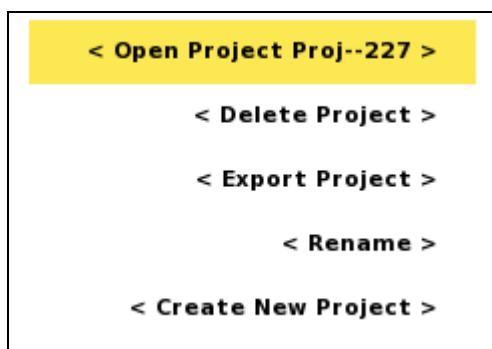 < Open Project Proj--227 >
< Delete Project >
< Export Project >
< Rename >
< Create New Project >